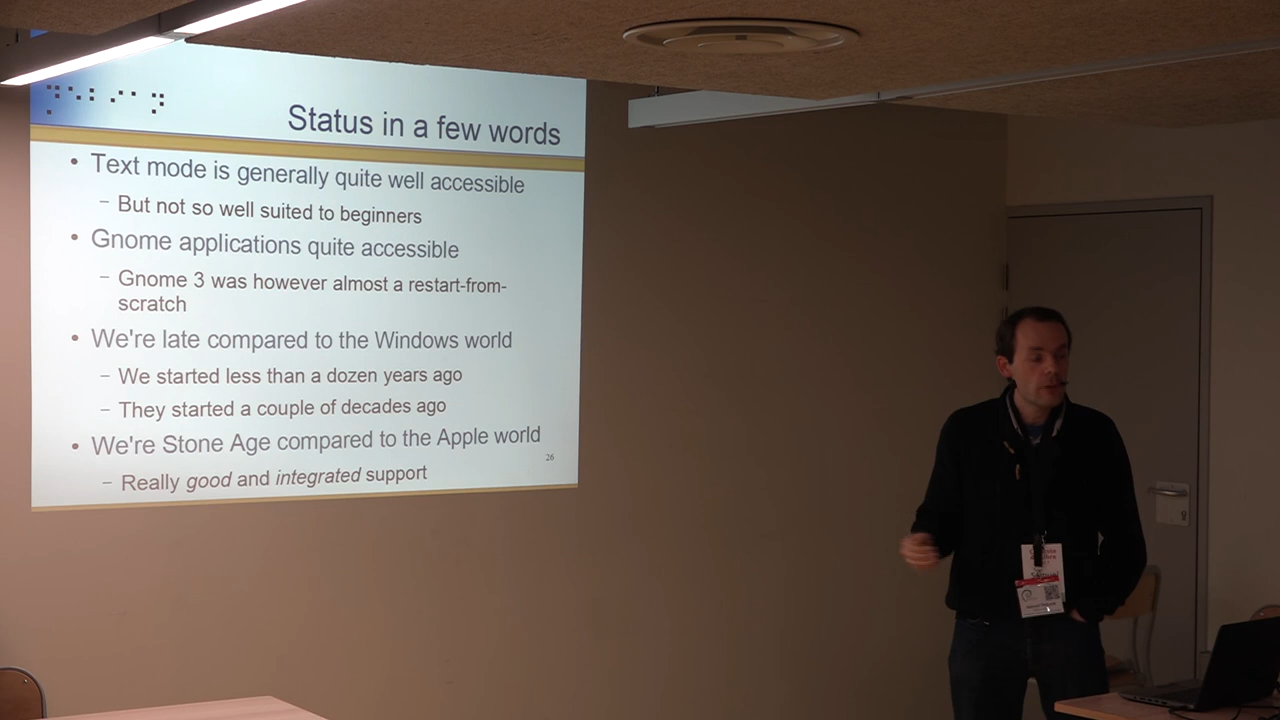 Status in a few words
• Text mode is generally quite well accessible
– But not so well suited to beginners
• Gnome applications quite accessible
– Gnome 3 was however almost a restart-from-
scratch
• We're late compared to the Windows world
– We started less than a dozen years ago
– They started a couple of decades ago
• We're Stone Age compared to the Apple world
– Really good and integrated support
26